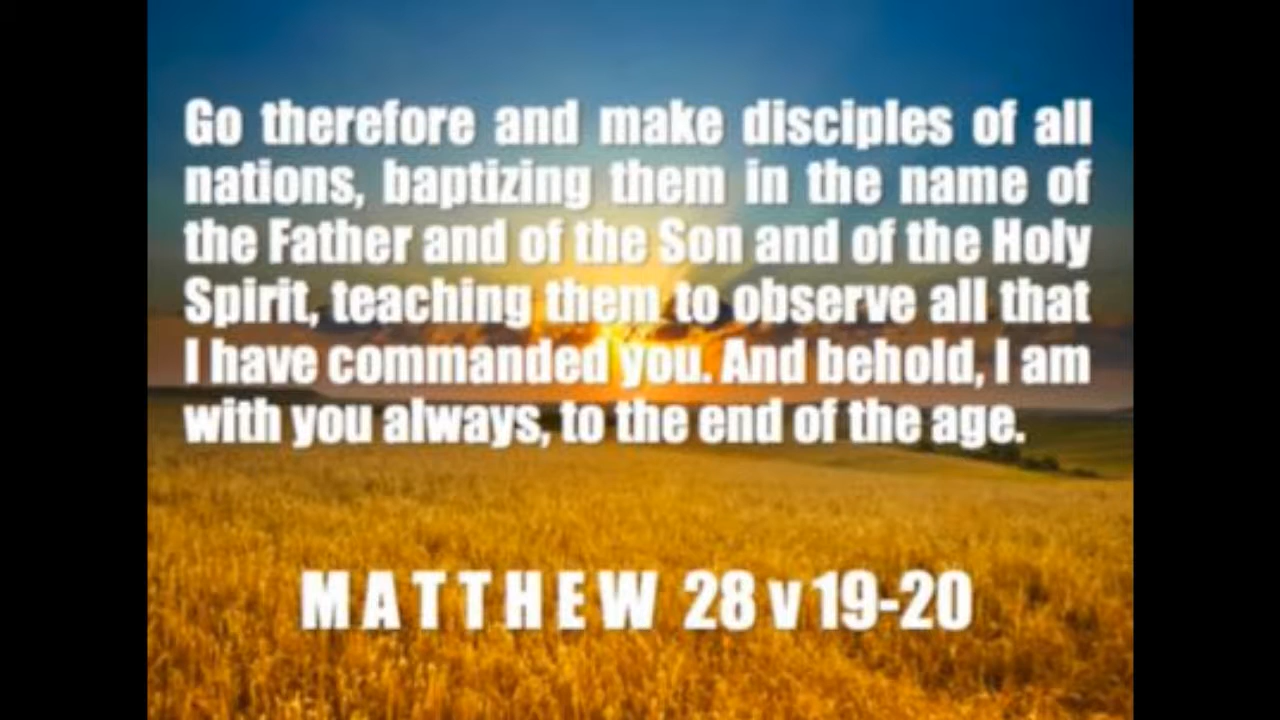 Go therefore and make disciples of all
nations, baptizing them in the name of
the Father and of the Son and of the Holy
Spirit, teaching them to observe all that
I have commanded you. And behold, I am
with you always, to the end of the age.
MATTHEW 28 v 19-20